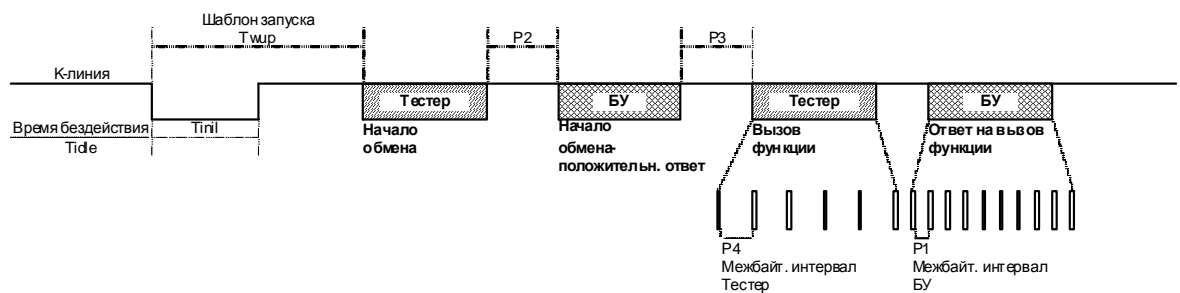 Шаблон запуска
Twup
P2
P3
К-линия
Тестер
БУ
Тестер
БУ
Время бездействия
Tinil
Tidle
Начало
обмена
Начало
обмена-
положительн. ответ
Вызов
функции
Ответ на вызов
функции
P4
Межбайт. интервал
Тестер
P1
Межбайт. интервал
БУ